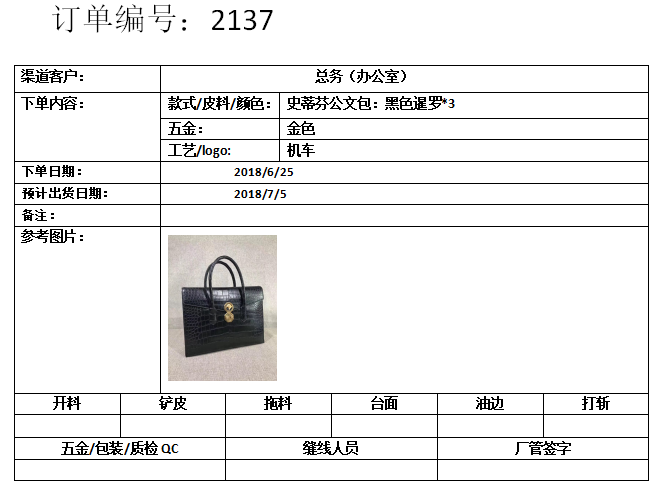 订单编号：2137
渠道客户： 总务（办公室）
下单内容： 款式/皮料/颜色： 史蒂芬公文包：黑色暹罗*3
五金： 金色
工艺/logo: 机车
下单日期： 2018/6/25
预计出货日期： 2018/7/5
备注：
参考图片：
开料 铲皮 拖料 台面 油边 打斩
五金/包装/质检 QC 缝线人员 厂管签字